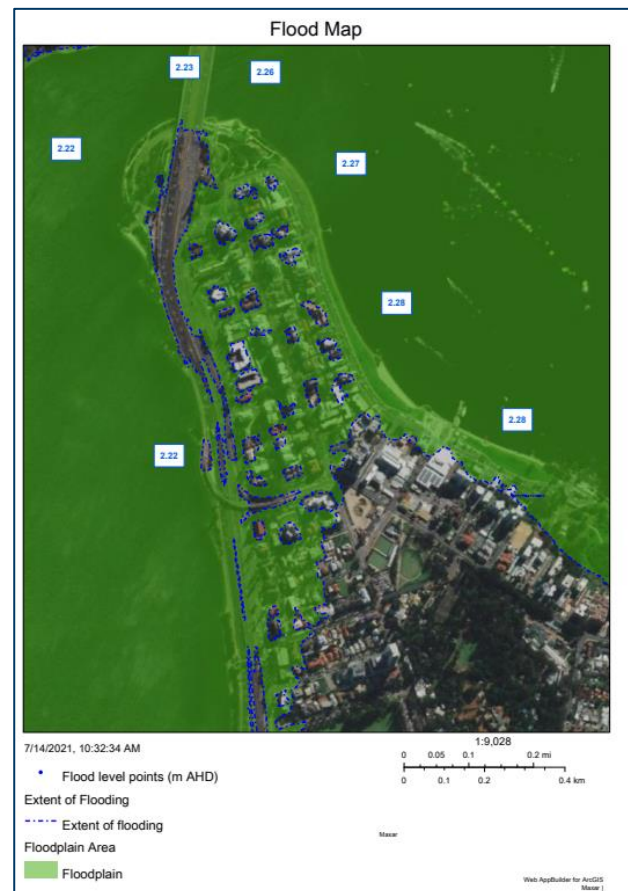 Flood Map
2.23
2.26
2.22
2.27
2.28
2.28
2.22
7/14/2021, 10:32:34 AM
1:9,028
0 0.05 0.1 0.2 mi
0 0.1 0.2 0.4 km
Flood level points (m AHD)
Extent of Flooding
Extent of flooding
Floodplain Area
Floodplain
Maxar
Web AppBuilder for ArcGIS
Maxar |